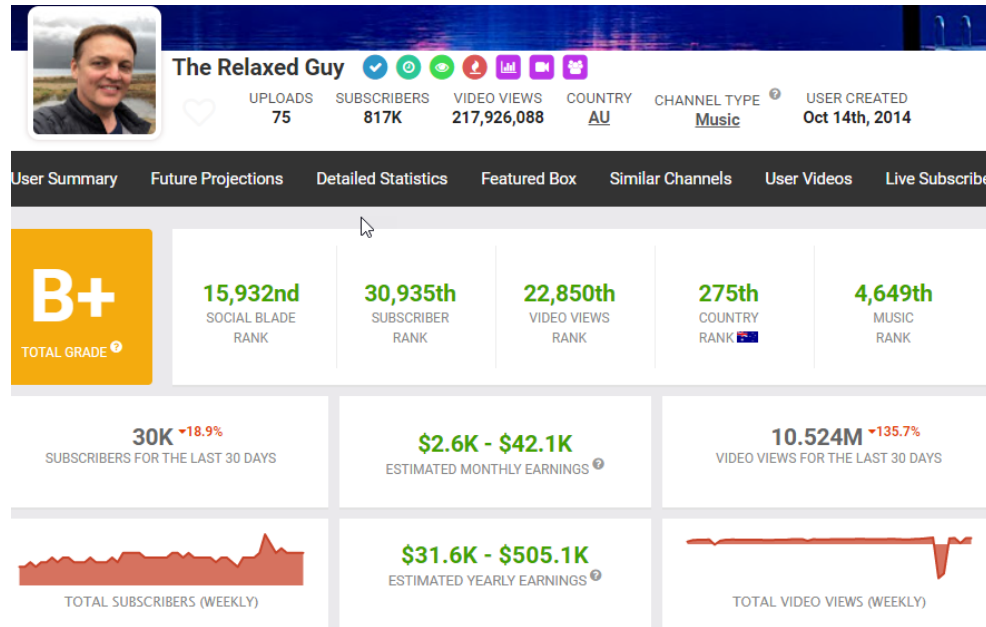 The Relaxed Guy
UPLOADS SUBSCRIBERS VIDEO VIEWS COUNTRY CHANNEL TYPE ? USER CREATED
75 817K 217,926,088 AU Music Oct 14th, 2014
User Summary Future Projections Detailed Statistics Featured Box Similar Channels User Videos Live Subscribe
B+
TOTAL GRADE ?
15,932nd
SOCIAL BLADE
RANK
30,935th
SUBSCRIBER
RANK
22,850th
VIDEO VIEWS
RANK
275th
COUNTRY
RANK
4,649th
MUSIC
RANK
30K 18.9%
SUBSCRIBERS FOR THE LAST 30 DAYS
$2.6K - $42.1K
ESTIMATED MONTHLY EARNINGS ?
10.524M 135.7%
VIDEO VIEWS FOR THE LAST 30 DAYS
TOTAL SUBSCRIBERS (WEEKLY)
$31.6K - $505.1K
ESTIMATED YEARLY EARNINGS ?
TOTAL VIDEO VIEWS (WEEKLY)